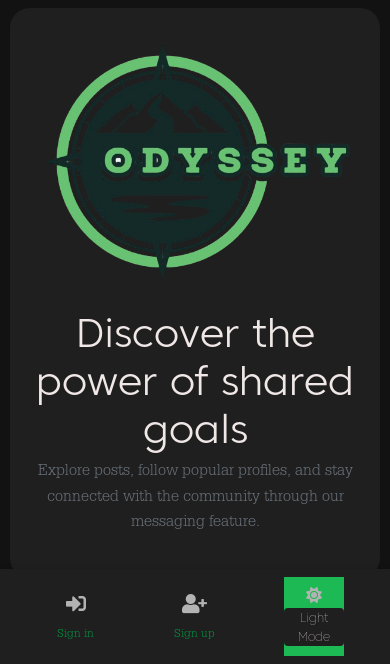 ODYSSEY
Discover the
power of shared
goals
Explore posts, follow popular profiles, and stay
connected with the community through our
messaging feature.
Sign in
Sign up
Light
Mode